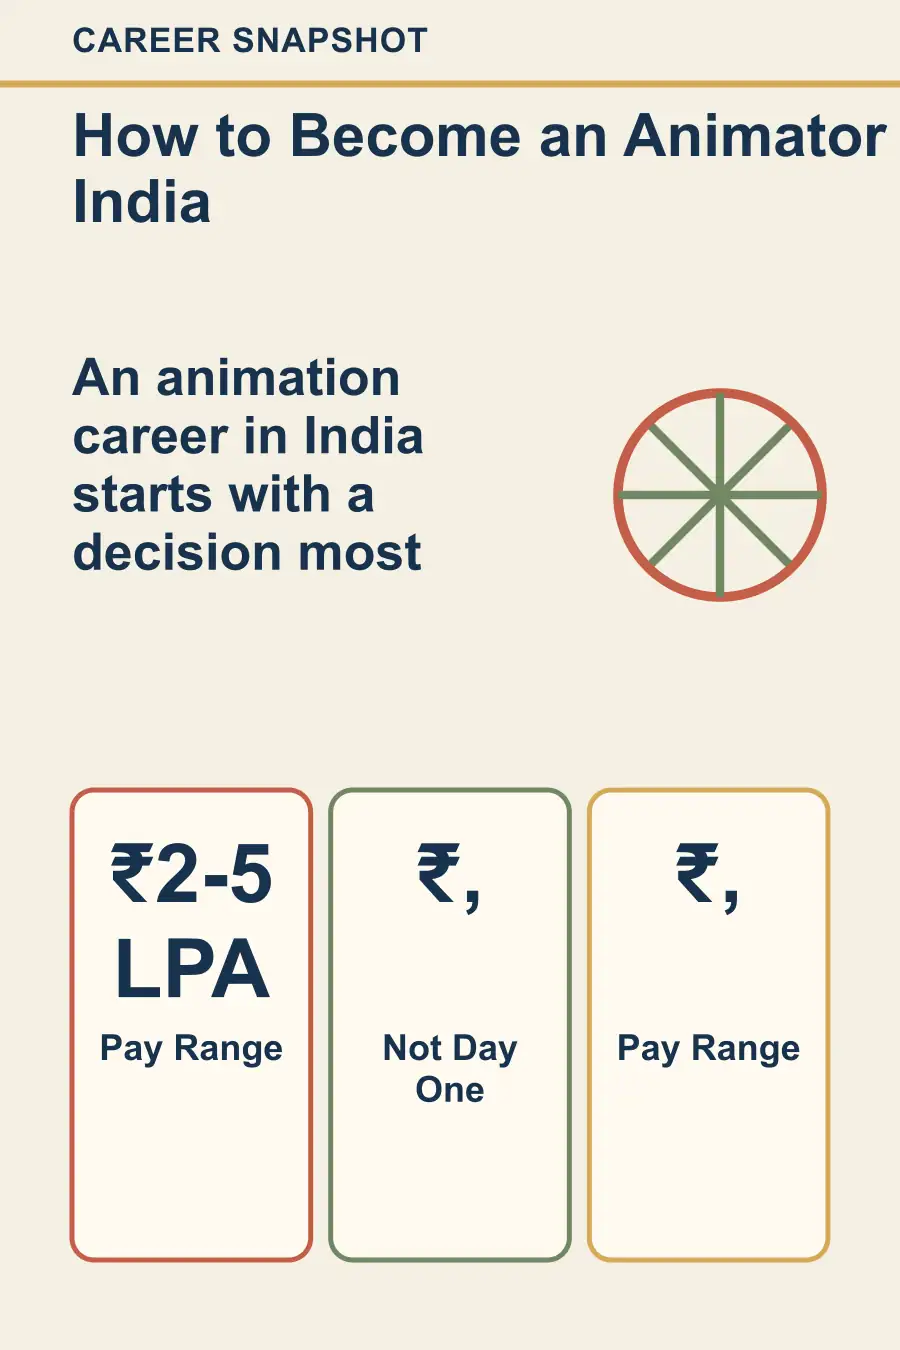 CAREER SNAPSHOT
How to Become an Animator
India
An animation
career in India
starts with a
decision most
₹2-5
LPA
Pay Range
₹,
Not Day
One
₹,
Pay Range